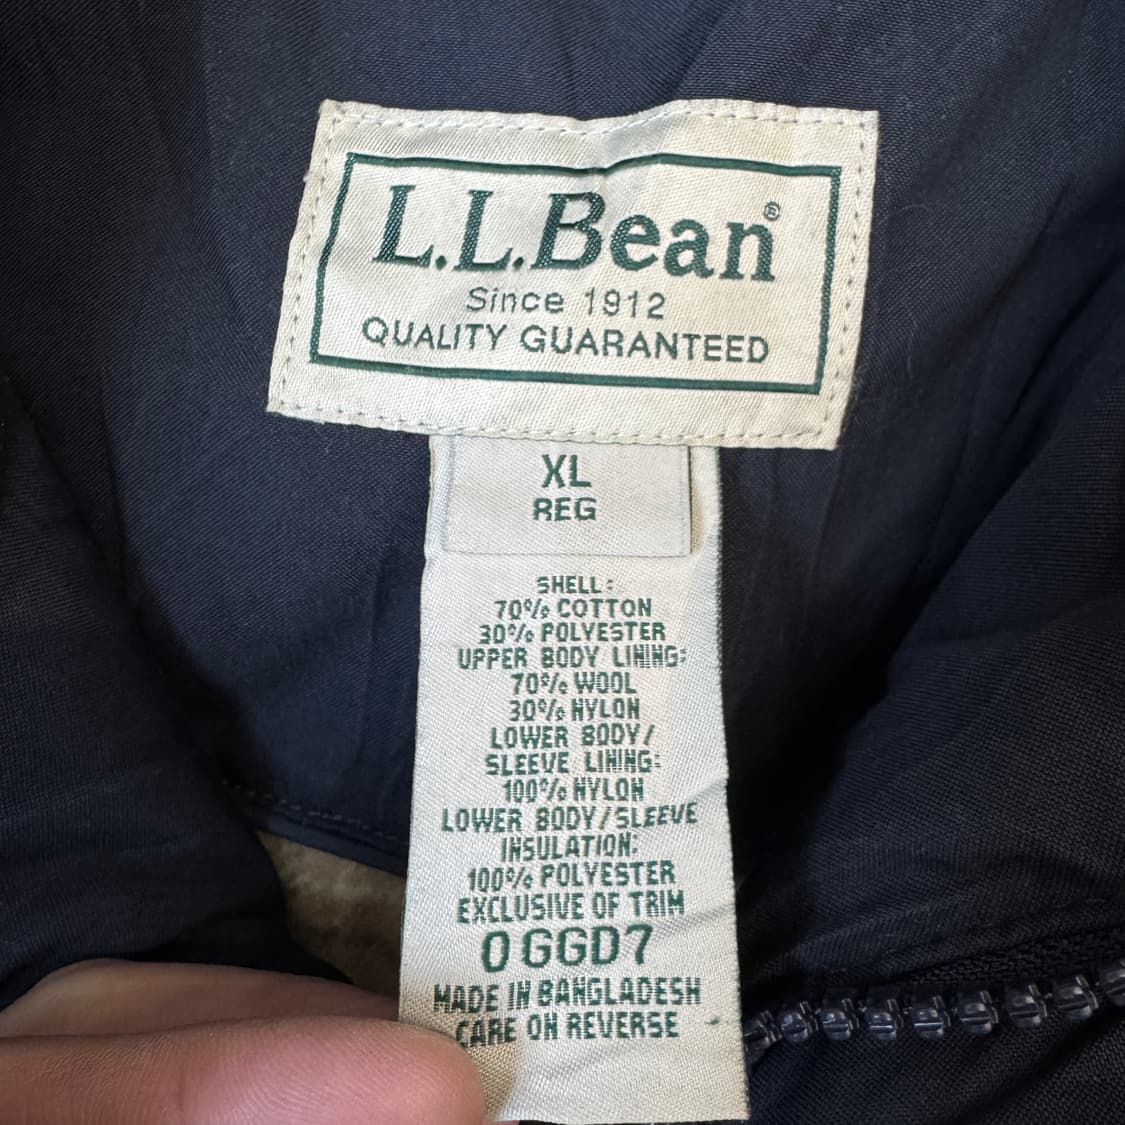 L.L.Bean®
Since 1912
QUALITY GUARANTEED
XL
REG
SHELL:
70% COTTON
30% POLYESTER
UPPER BODY LINING:
70% WOOL
30% NYLON
LOWER BODY/
SLEEVE LINING:
100% NYLON
LOWER BODY/SLEEVE
INSULATION:
100% POLYESTER
EXCLUSIVE OF TRIM
0 GGD7
MADE IN BANGLADESH
CARE ON REVERSE